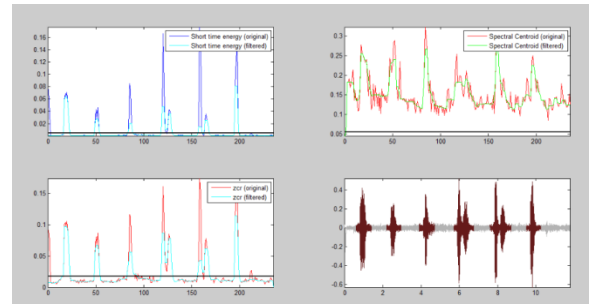 Short time energy (original)
Short time energy (filtered)
0.16
0.14
0.12
0.1
0.08
0.06
0.04
0.02
0 50 100 150 200
Spectral Centroid (original)
Spectral Centroid (filtered)
0.3
0.25
0.2
0.15
0.1
0.05
0 50 100 150 200
zcr (original)
zcr (filtered)
0.15
0.1
0.05
0
0 50 100 150 200
0.4
0.2
0
-0.2
-0.4
-0.6
0 2 4 6 8 10